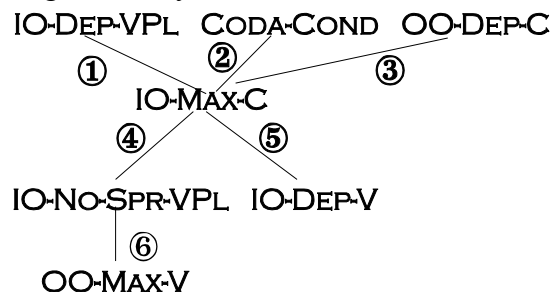 IO-DEP-VPL CODA-COND OO-DEP-C
① ② ③
IO-MAX-C
④ ⑤
IO-NO-SPR-VPL IO-DEP-V
⑥
OO-MAX-V